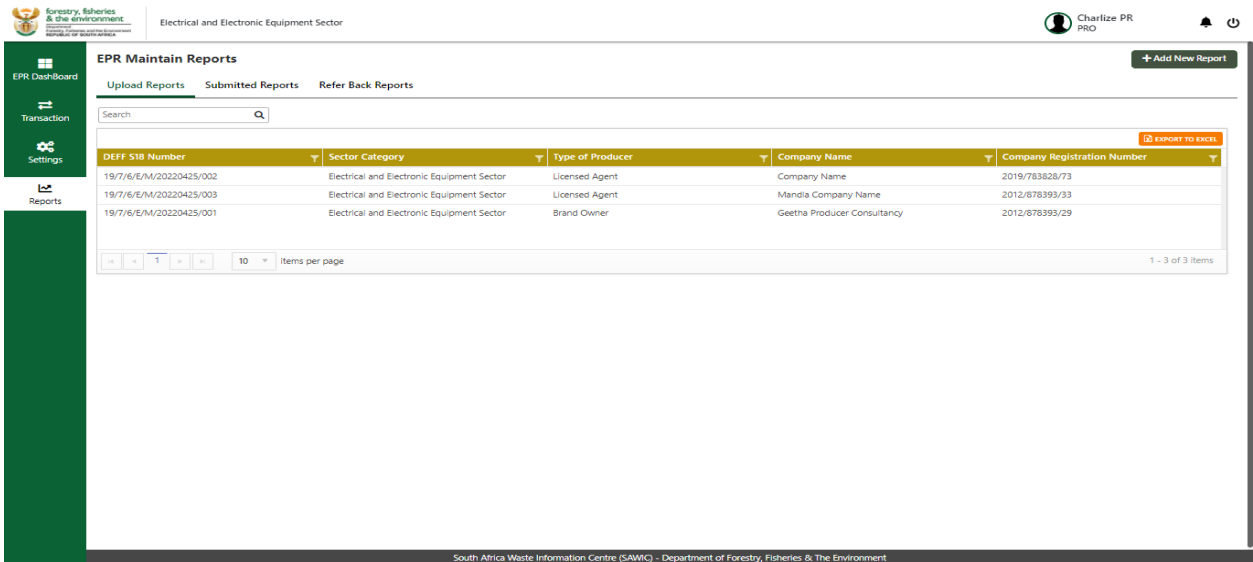 forestry, fisheries
& the environment
Department
Forestry, Fisheries and the Environment
REPUBLIC OF SOUTH AFRICA
Electrical and Electronic Equipment Sector
Charlize PR
PRO
EPR DashBoard
Transaction
Settings
Reports
EPR Maintain Reports
+ Add New Report
Upload Reports Submitted Reports Refer Back Reports
Search
EXPORT TO EXCEL
DEFF S18 Number Sector Category Type of Producer Company Name Company Registration Number
19/7/6/E/M/20220425/002 Electrical and Electronic Equipment Sector Licensed Agent Company Name 2019/783828/73
19/7/6/E/M/20220425/003 Electrical and Electronic Equipment Sector Licensed Agent Mandla Company Name 2012/878393/33
19/7/6/E/M/20220425/001 Electrical and Electronic Equipment Sector Brand Owner Geetha Producer Consultancy 2012/878393/29
1 10 items per page 1 - 3 of 3 items
South Africa Waste Information Centre (SAWIC) - Department of Forestry, Fisheries & The Environment